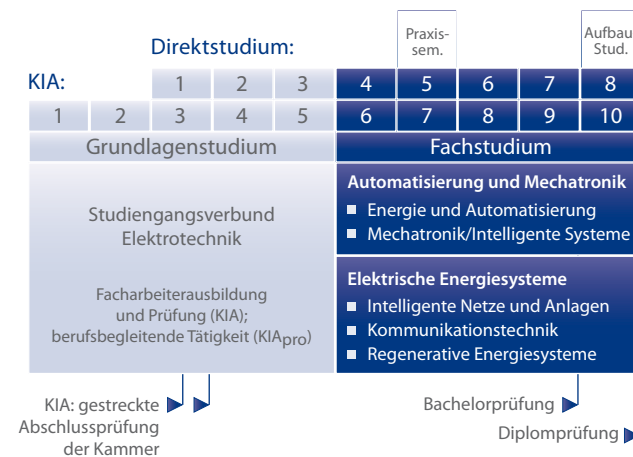 Praxis-
sem.
Aufbau
Stud.
Direktstudium:
KIA:
1 2 3 4 5 6 7 8
1 2 3 4 5 6 7 8 9 10
Grundlagenstudium
Fachstudium
Studiengangsverbund
Elektrotechnik
Facharbeiterausbildung
und Prüfung (KIA);
berufsbegleitende Tätigkeit (KIApro)
Automatisierung und Mechatronik
Energie und Automatisierung
Mechatronik/Intelligente Systeme
Elektrische Energiesysteme
Intelligente Netze und Anlagen
Kommunikationstechnik
Regenerative Energiesysteme
KIA: gestreckte
Abschlussprüfung
der Kammer
Bachelorprüfung
Diplomprüfung